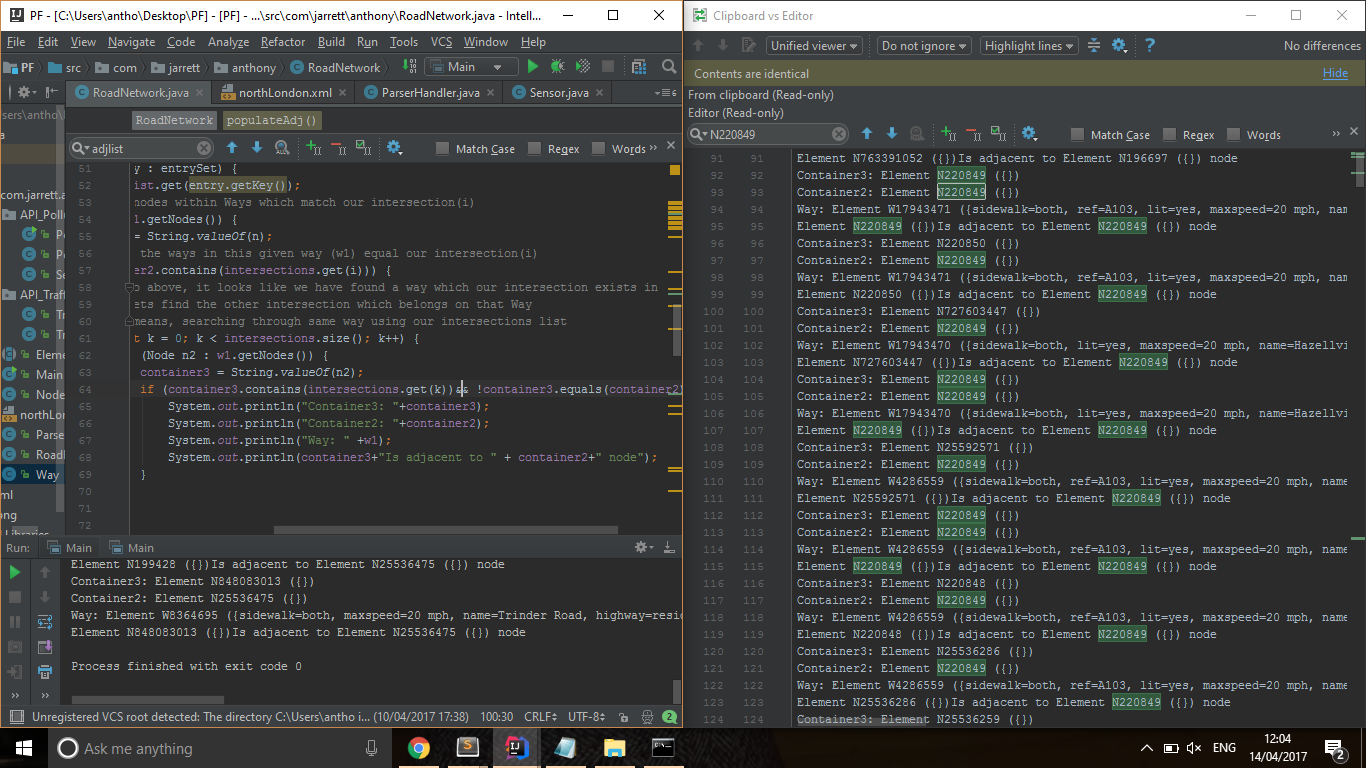 PF - [C:\Users\antho\Desktop\PF] - [PF] - ...\src\com\jarrett\anthony\RoadNetwork.java - Intell...
File Edit View Navigate Code Analyze Refactor Build Run Tools VCS Window Help
PF src com jarrett anthony RoadNetwork Main
RoadNetwork.java northLondon.xml ParserHandler.java Sensor.java
RoadNetwork populateAdj()
adjlist Match Case Regex Words »
51 y : entrySet) {
52 ist.get(entry.getKey());
53 nodes within Ways which match our intersection(i)
54 1.getNodes()) {
55 = String.valueOf(n);
56 the ways in this given way (w1) equal our intersection(i)
57 er2.contains(intersections.get(i))) {
58 o above, it looks like we have found a way which our intersection exists in
59 ets find the other intersection which belongs on that Way
60 means, searching through same way using our intersections list
61 t k = 0; k < intersections.size(); k++) {
62 (Node n2 : w1.getNodes()) {
63 container3 = String.valueOf(n2);
64 if (container3.contains(intersections.get(k))&& !container3.equals(container2)
65 System.out.println("Container3: "+container3);
66 System.out.println("Container2: "+container2);
67 System.out.println("Way: " +w1);
68 System.out.println(container3+"Is adjacent to " + container2+" node");
69 }
70
71
72
com.jarrett.a
API_Pollu
API_Traff
Eleme
Main
Node
northLo
Parse
Road
Way
Run: Main Main
Element N199428 ({})Is adjacent to Element N25536475 ({}) node
Container3: Element N848083013 ({})
Container2: Element N25536475 ({})
Way: Element W8364695 ({sidewalk=both, maxspeed=20 mph, name=Trinder Road, highway=resi
Element N848083013 ({})Is adjacent to Element N25536475 ({}) node
Process finished with exit code 0
Unregistered VCS root detected: The directory C:\Users\antho i... (10/04/2017 17:38) 100:30 CRLF UTF-8 2
Clipboard vs Editor
Unified viewer Do not ignore Highlight lines ? No differences
Contents are identical Hide
From clipboard (Read-only)
Editor (Read-only)
N220849 Match Case Regex Words »
91 91 Element N763391052 ({})Is adjacent to Element N196697 ({}) node
92 92 Container3: Element N220849 ({})
93 93 Container2: Element N220849 ({})
94 94 Way: Element W17943471 ({sidewalk=both, ref=A103, lit=yes, maxspeed=20 mph, nam
95 95 Element N220849 ({})Is adjacent to Element N220849 ({}) node
96 96 Container3: Element N220850 ({})
97 97 Container2: Element N220849 ({})
98 98 Way: Element W17943471 ({sidewalk=both, ref=A103, lit=yes, maxspeed=20 mph, nam
99 99 Element N220850 ({})Is adjacent to Element N220849 ({}) node
100 100 Container3: Element N727603447 ({})
101 101 Container2: Element N220849 ({})
102 102 Way: Element W17943470 ({lit=yes, maxspeed=20 mph, name=Hazellvi
103 103 Element N727603447 ({})Is adjacent to Element N220849 ({}) node
104 104 Container3: Element N220849 ({})
105 105 Container2: Element N220849 ({})
106 106 Way: Element W17943470 ({lit=yes, maxspeed=20 mph, name=Hazellvi
107 107 Element N220849 ({})Is adjacent to Element N220849 ({}) node
108 108 Container3: Element N25592571 ({})
109 109 Container2: Element N220849 ({})
110 110 Way: Element W4286559 ({sidewalk=both, ref=A103, lit=yes, maxspeed=20 mph, name
111 111 Element N25592571 ({})Is adjacent to Element N220849 ({}) node
112 112 Container3: Element N220849 ({})
113 113 Container2: Element N220849 ({})
114 114 Way: Element W4286559 ({sidewalk=both, ref=A103, lit=yes, maxspeed=20 mph, name
115 115 Element N220849 ({})Is adjacent to Element N220849 ({}) node
116 116 Container3: Element N220848 ({})
117 117 Container2: Element N220849 ({})
118 118 Way: Element W4286559 ({sidewalk=both, ref=A103, lit=yes, maxspeed=20 mph, name
119 119 Element N220848 ({})Is adjacent to Element N220849 ({}) node
120 120 Container3: Element N25536286 ({})
121 121 Container2: Element N220849 ({})
122 122 Way: Element W4286559 ({sidewalk=both, ref=A103, lit=yes, maxspeed=20 mph, name
123 123 Element N25536286 ({})Is adjacent to Element N220849 ({}) node
124 124 Container3: Element N25536259 ({})
Ask me anything
ENG 12:04
14/04/2017 2